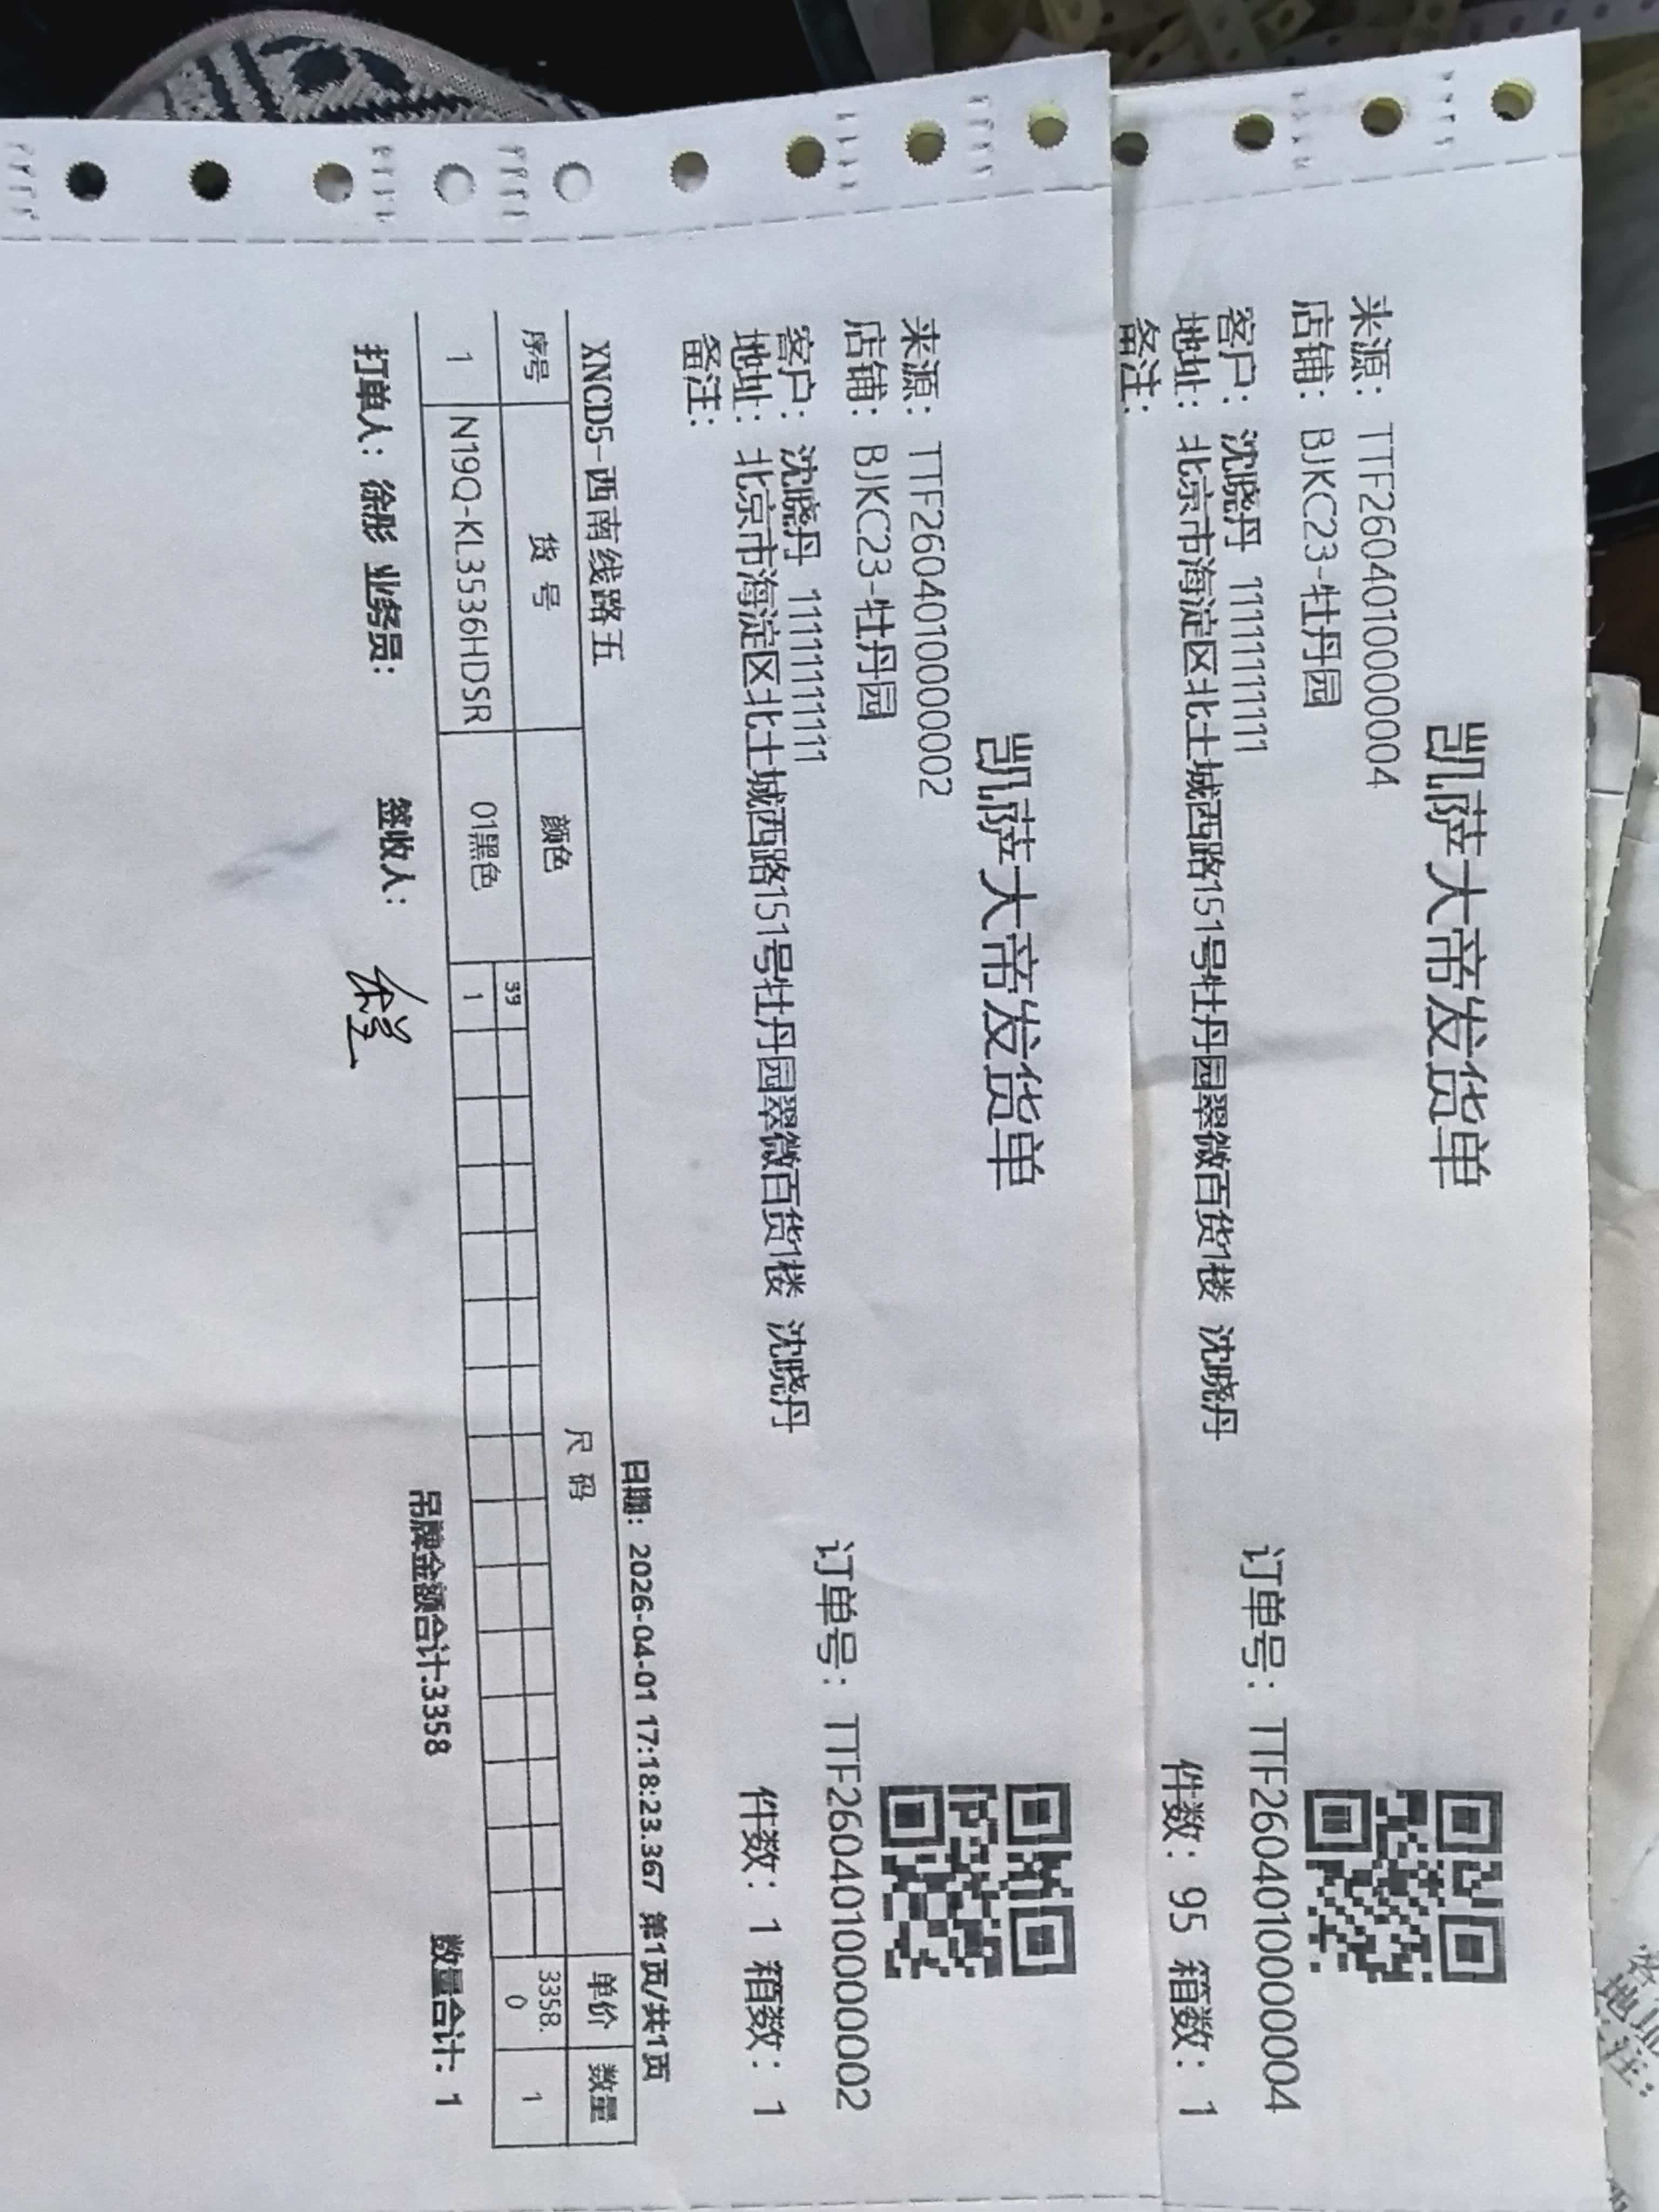 凯萨大帝发货单
来源：TTF260401000004
店铺：BJKC23-牡丹园
订单号：TTF260401000004
客户：沈晓丹 11111111111
地址：北京市海淀区北土城西路151号牡丹园翠微百货1楼 沈晓丹
件数：95 箱数：1
备注：
凯萨大帝发货单
来源：TTF260401000002
店铺：BJKC23-牡丹园
订单号：TTF260401000002
客户：沈晓丹 11111111111
地址：北京市海淀区北土城西路151号牡丹园翠微百货1楼 沈晓丹
件数：1 箱数：1
备注：
XNCD5-西南线路五 日期：2026-04-01 17:18:23.367 第1页/共1页
序号 货号 颜色 尺码 单价 数量
39
1 N19Q-KL3536HDSR 01黑色 1 3358.0 1
打单人：徐彤 业务员： 签收人： 吊牌金额合计:3358 数量合计：1
地
注：